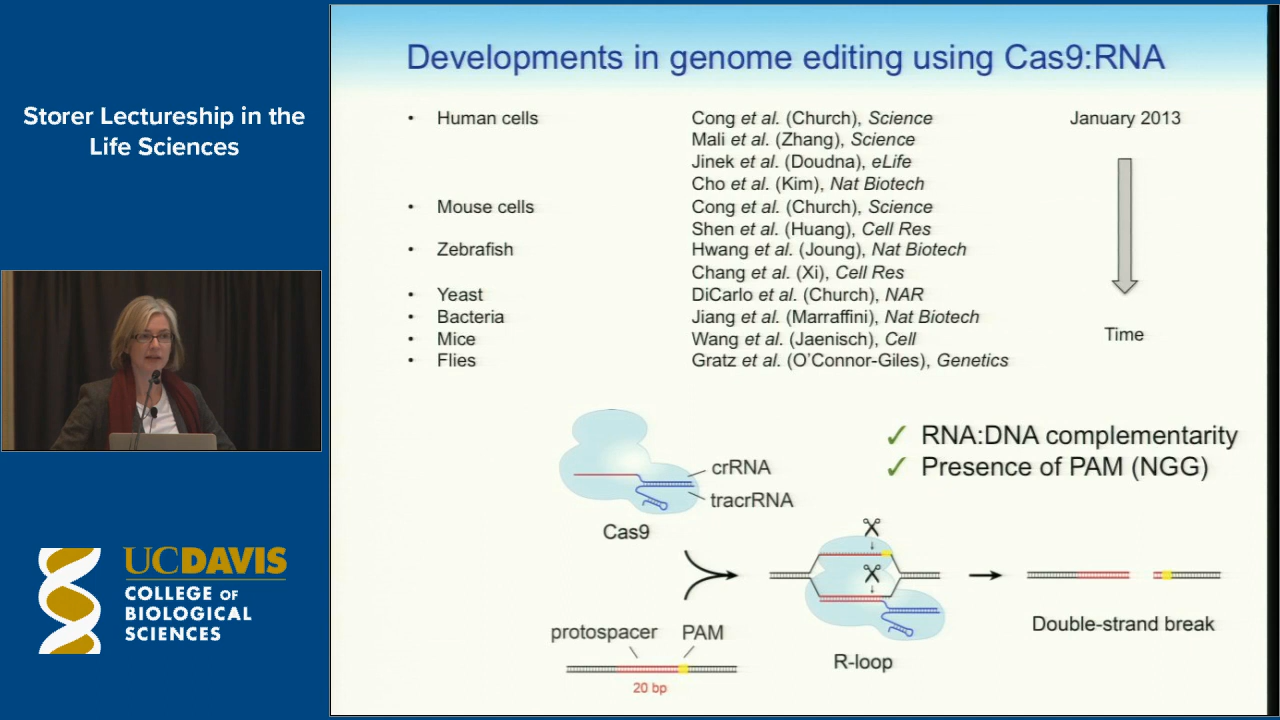 Storer Lectureship in the
Life Sciences
UCDAVIS
COLLEGE OF
BIOLOGICAL
SCIENCES
Developments in genome editing using Cas9:RNA
• Human cells Cong et al. (Church), Science January 2013
Mali et al. (Zhang), Science
Jinek et al. (Doudna), eLife
Cho et al. (Kim), Nat Biotech
• Mouse cells Cong et al. (Church), Science
Shen et al. (Huang), Cell Res
• Zebrafish Hwang et al. (Joung), Nat Biotech
Chang et al. (Xi), Cell Res
• Yeast DiCarlo et al. (Church), NAR
• Bacteria Jiang et al. (Marraffini), Nat Biotech
• Mice Wang et al. (Jaenisch), Cell
Time
• Flies Gratz et al. (O'Connor-Giles), Genetics
✓ RNA:DNA complementarity
✓ Presence of PAM (NGG)
crRNA
tracrRNA
Cas9
protospacer PAM
20 bp
R-loop
Double-strand break